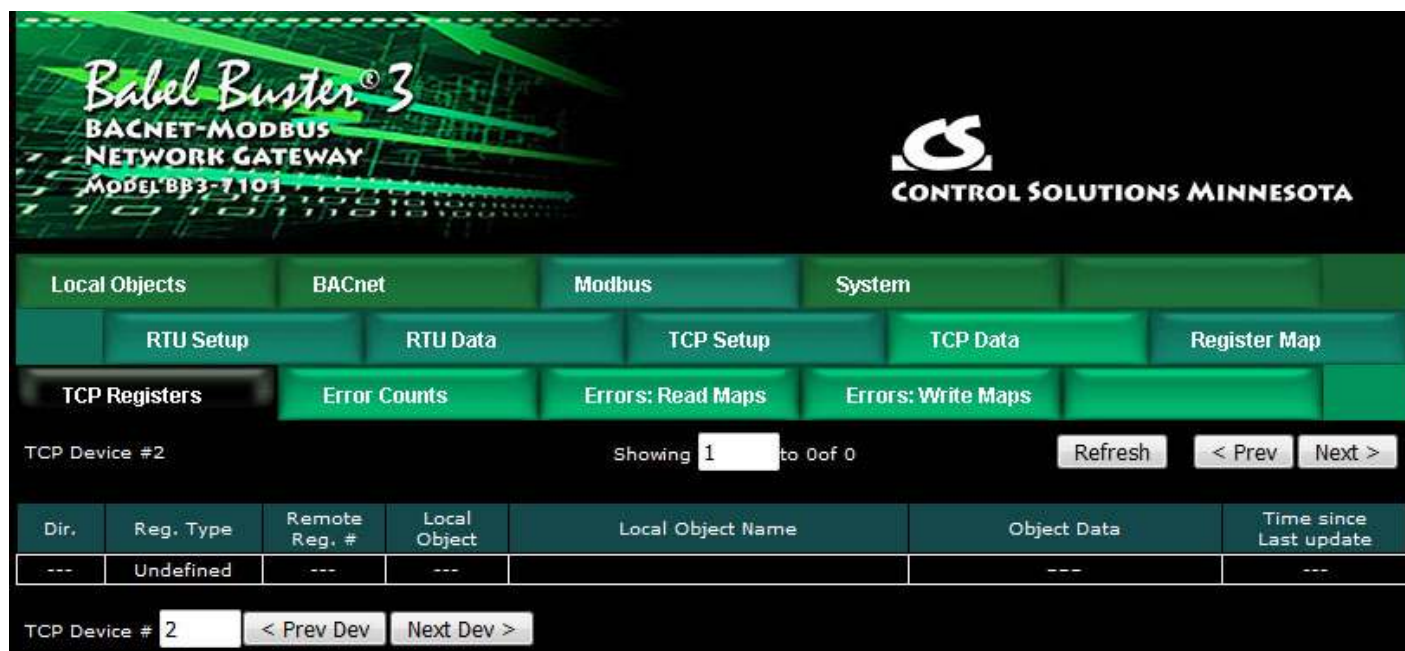 Babel Buster® 3
BACNET-MODBUS
NETWORK GATEWAY
MODEL BB3-7101
CS
CONTROL SOLUTIONS MINNESOTA
Local Objects BACnet Modbus System
RTU Setup RTU Data TCP Setup TCP Data Register Map
TCP Registers Error Counts Errors: Read Maps Errors: Write Maps
TCP Device #2 Showing 1 to 0of 0 Refresh < Prev Next >
Dir. Reg. Type Remote Reg. # Local Object Local Object Name Object Data Time since Last update
--- Undefined --- --- --- ---
TCP Device # 2 < Prev Dev Next Dev >